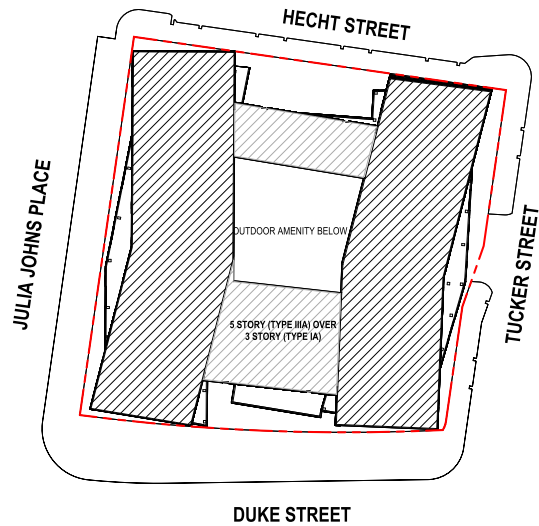 HECHT STREET
JULIA JOHNS PLACE
OUTDOOR AMENITY BELOW
TUCKER STREET
5 STORY (TYPE IIIA) OVER
3 STORY (TYPE IA)
DUKE STREET